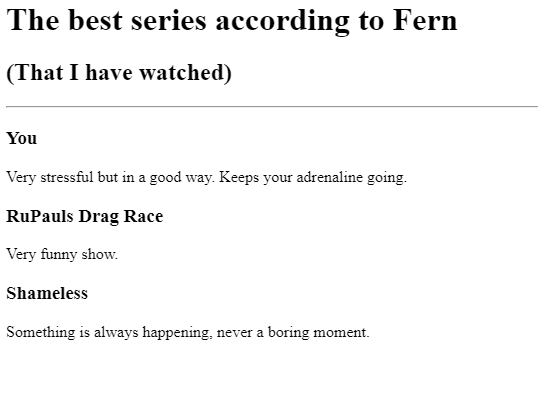 The best series according to Fern
(That I have watched)
You
Very stressful but in a good way. Keeps your adrenaline going.
RuPauls Drag Race
Very funny show.
Shameless
Something is always happening, never a boring moment.